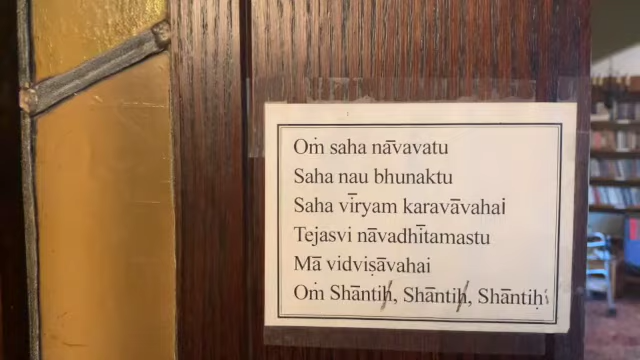 Oṁ saha nāvavatu
Saha nau bhunaktu
Saha vīryam karavāvahai
Tejasvi nāvadhītamastu
Mā vidviṣāvahai
Oṁ Shāntiḥ, Shāntiḥ, Shāntiḥ